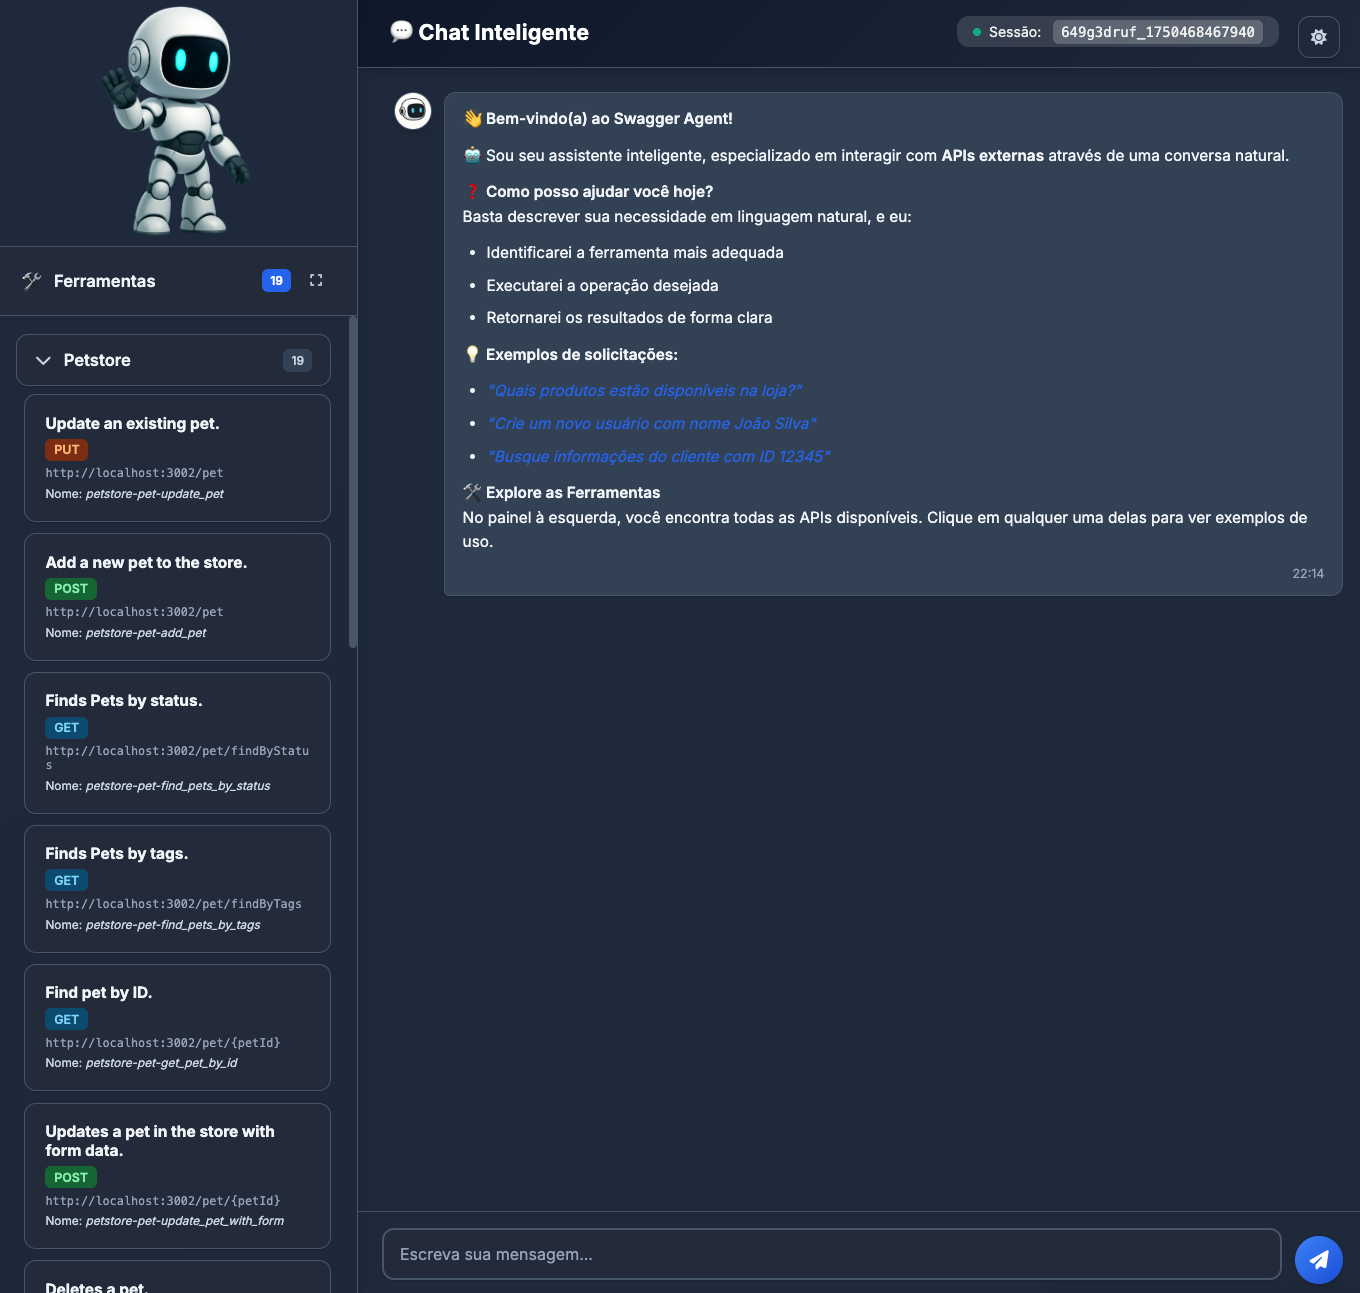 Ferramentas
19
Petstore
19
Update an existing pet.
PUT
http://localhost:3002/pet
Nome: petstore-pet-update_pet
Add a new pet to the store.
POST
http://localhost:3002/pet
Nome: petstore-pet-add_pet
Finds Pets by status.
GET
http://localhost:3002/pet/findByStatu
s
Nome: petstore-pet-find_pets_by_status
Finds Pets by tags.
GET
http://localhost:3002/pet/findByTags
Nome: petstore-pet-find_pets_by_tags
Find pet by ID.
GET
http://localhost:3002/pet/{petId}
Nome: petstore-pet-get_pet_by_id
Updates a pet in the store with
form data.
POST
http://localhost:3002/pet/{petId}
Nome: petstore-pet-update_pet_with_form
Deletes a pet.
Chat Inteligente
Sessão: 649g3druf_1750468467940
👋 Bem-vindo(a) ao Swagger Agent!
🤖 Sou seu assistente inteligente, especializado em interagir com APIs externas através de uma conversa natural.
❓ Como posso ajudar você hoje?
Basta descrever sua necessidade em linguagem natural, e eu:
• Identificarei a ferramenta mais adequada
• Executarei a operação desejada
• Retornarei os resultados de forma clara
💡 Exemplos de solicitações:
• "Quais produtos estão disponíveis na loja?"
• "Crie um novo usuário com nome João Silva"
• "Busque informações do cliente com ID 12345"
🛠 Explore as Ferramentas
No painel à esquerda, você encontra todas as APIs disponíveis. Clique em qualquer uma delas para ver exemplos de
uso.
22:14
Escreva sua mensagem...